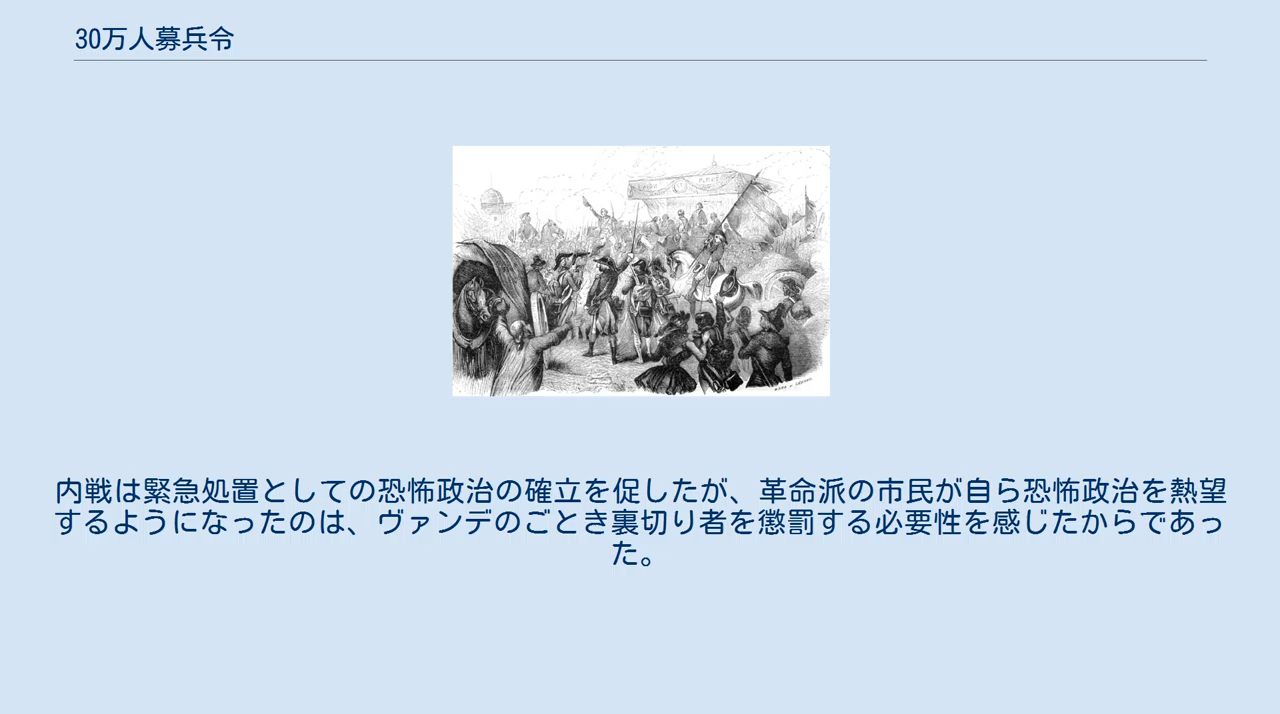 30万人募兵令
内戦は緊急処置としての恐怖政治の確立を促したが、革命派の市民が自ら恐怖政治を熱望
するようになったのは、ヴァンデのごとき裏切り者を懲罰する必要性を感じたからであっ
た。